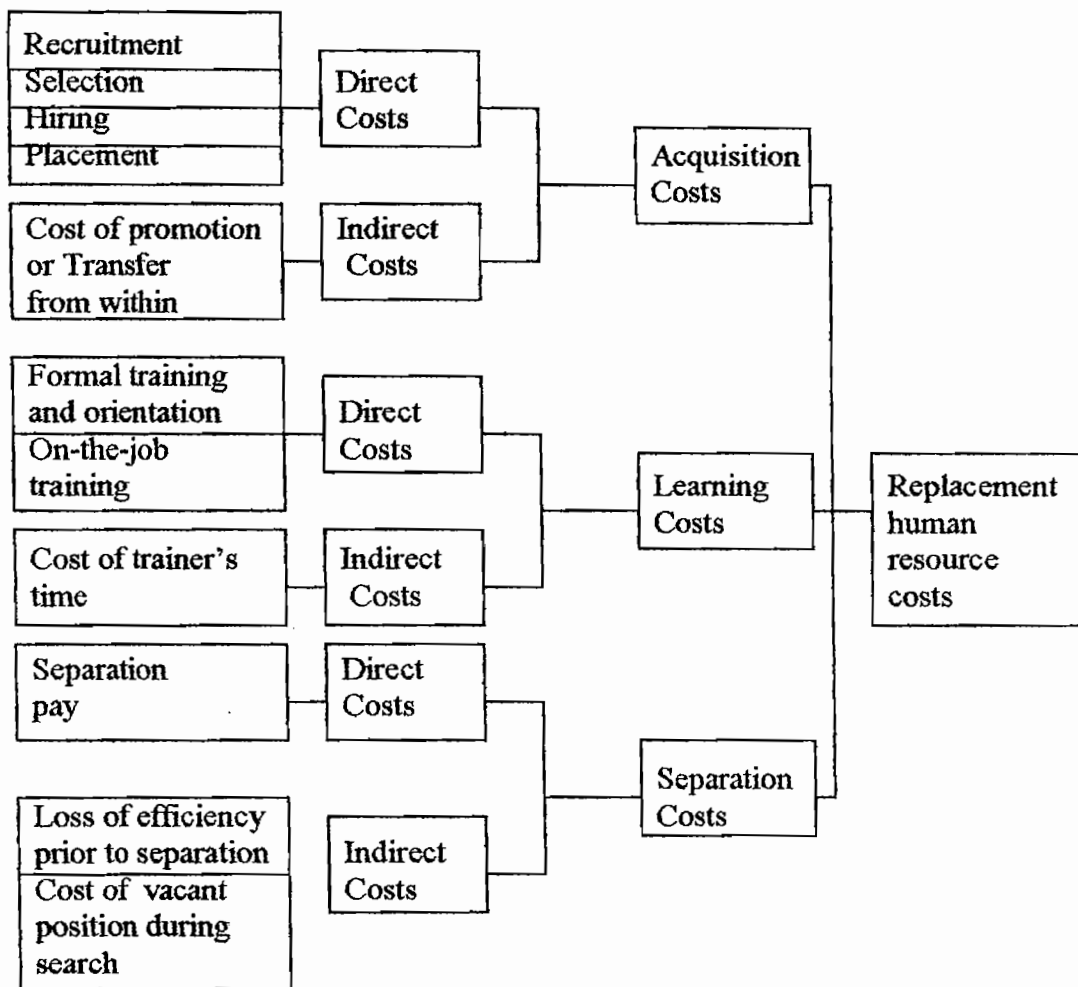 Recruitment
Selection
Hiring
Placement
Direct
Costs
Cost of promotion
or Transfer
from within
Indirect
Costs
Acquisition
Costs
Formal training
and orientation
On-the-job
training
Direct
Costs
Cost of trainer's
time
Indirect
Costs
Learning
Costs
Separation
pay
Direct
Costs
Loss of efficiency
prior to separation
Cost of vacant
position during
search
Indirect
Costs
Separation
Costs
Replacement
human
resource
costs